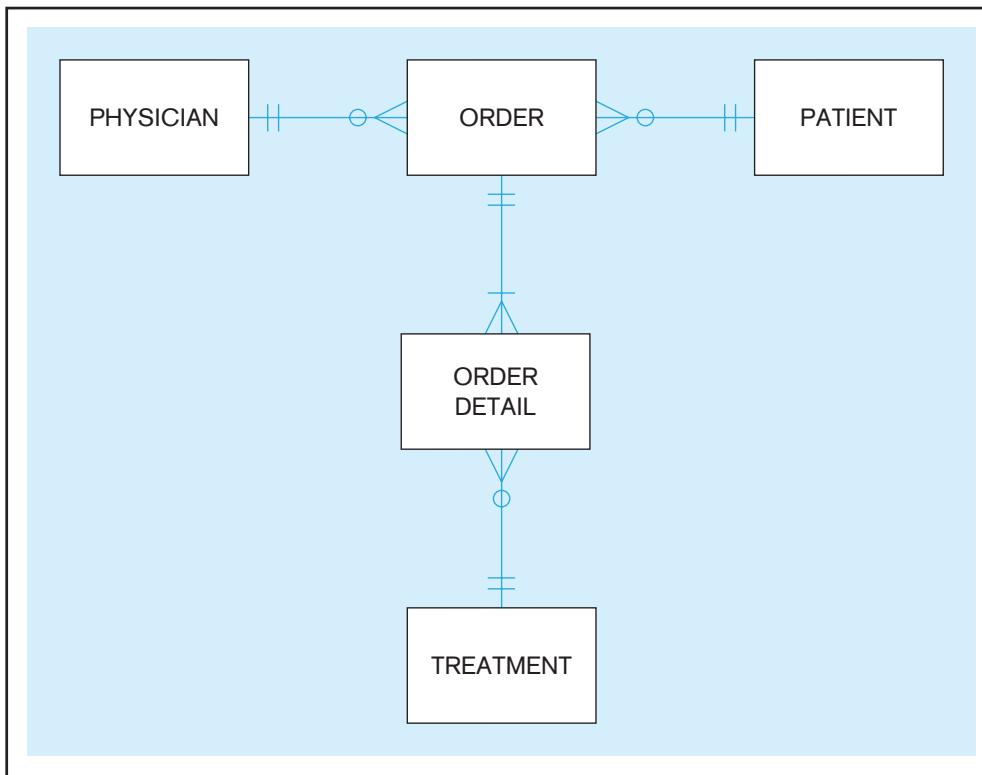 PHYSICIAN
ORDER
PATIENT
ORDER
DETAIL
TREATMENT